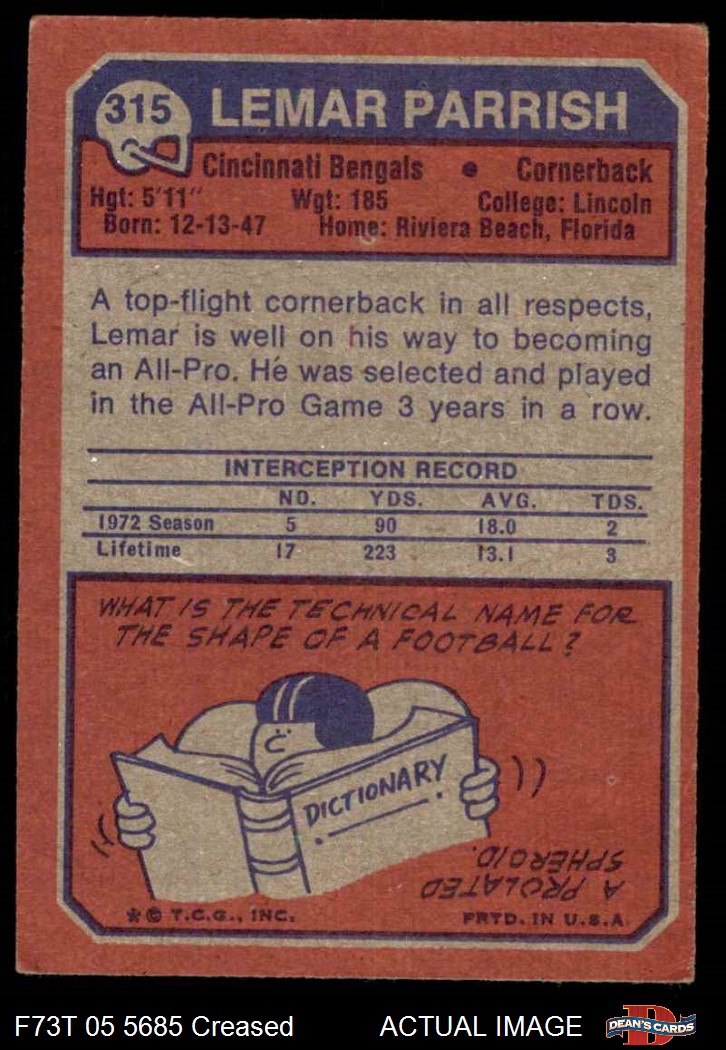 315
LEMAR PARRISH
Cincinnati Bengals • Cornerback
Hgt: 5'11" Wgt: 185 College: Lincoln
Born: 12-13-47 Home: Riviera Beach, Florida
A top-flight cornerback in all respects,
Lemar is well on his way to becoming
an All-Pro. He was selected and played
in the All-Pro Game 3 years in a row.
INTERCEPTION RECORD
NO. YDS. AVG. TDS.
1972 Season 5 90 18.0 2
Lifetime 17 223 13.1 3
WHAT IS THE TECHNICAL NAME FOR
THE SHAPE OF A FOOTBALL?
DICTIONARY
A PROLATED
SPHEROID.
* © T.C.G., INC. PRTD. IN U.S.A.
F73T 05 5685 Creased ACTUAL IMAGE
D
DEAN'S CARDS